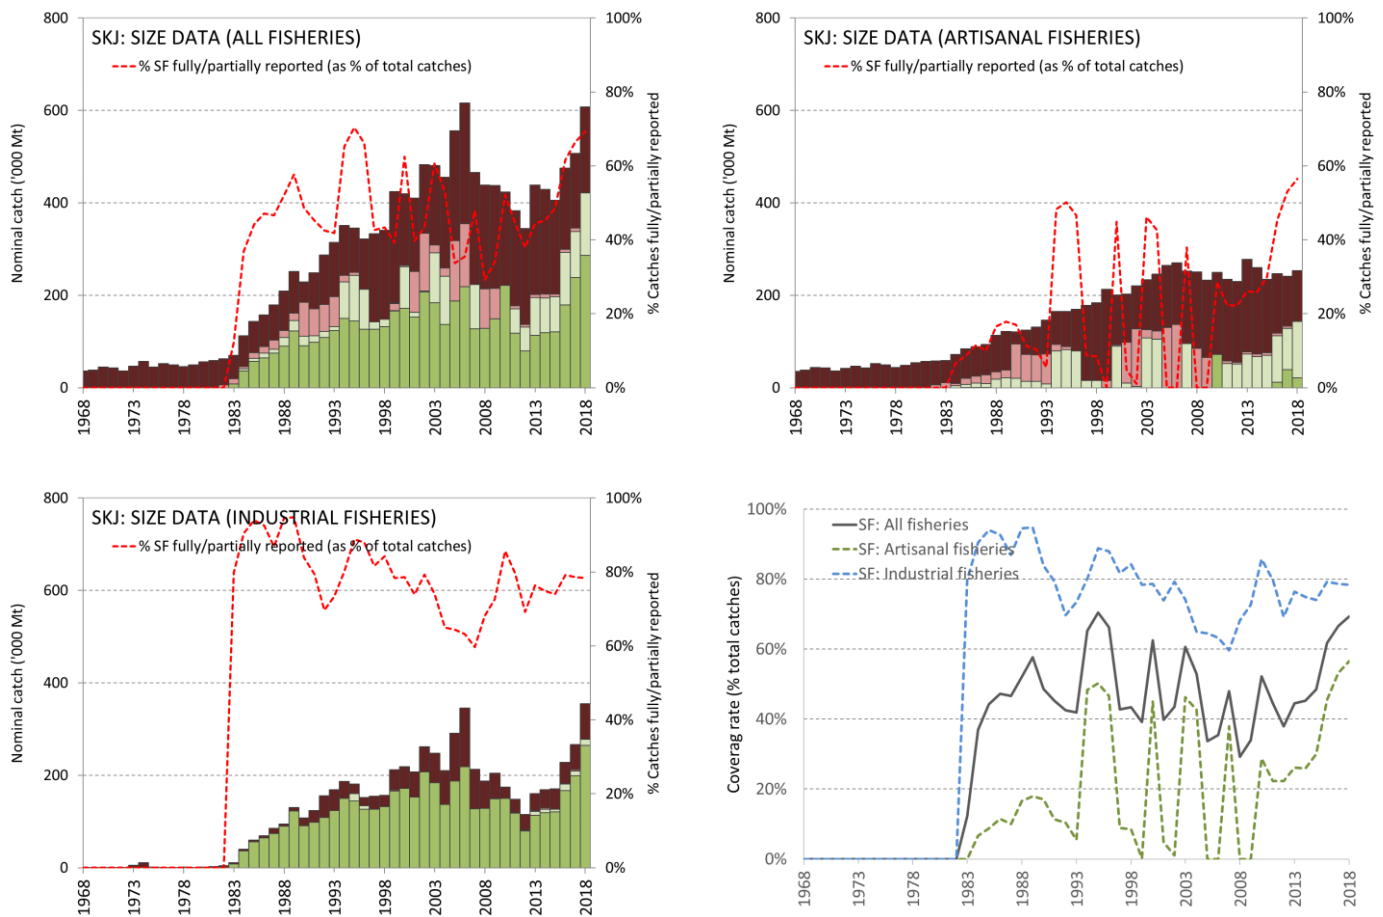 SKJ: SIZE DATA (ALL FISHERIES)
% SF fully/partially reported (as % of total catches)
Nominal catch ('000 Mt)
800
600
400
200
0
100%
80%
60%
40%
20%
0%
% Catches fully/partially reported
1968 1973 1978 1983 1988 1993 1998 2003 2008 2013 2018
SKJ: SIZE DATA (ARTISANAL FISHERIES)
% SF fully/partially reported (as % of total catches)
Nominal catch ('000 Mt)
800
600
400
200
0
100%
80%
60%
40%
20%
0%
% Catches fully/partially reported
1968 1973 1978 1983 1988 1993 1998 2003 2008 2013 2018
SKJ: SIZE DATA (INDUSTRIAL FISHERIES)
% SF fully/partially reported (as % of total catches)
Nominal catch ('000 Mt)
800
600
400
200
0
100%
80%
60%
40%
20%
0%
% Catches fully/partially reported
1968 1973 1978 1983 1988 1993 1998 2003 2008 2013 2018
SF: All fisheries
SF: Artisanal fisheries
SF: Industrial fisheries
Coverag rate (% total catches)
100%
80%
60%
40%
20%
0%
1968 1973 1978 1983 1988 1993 1998 2003 2008 2013 2018